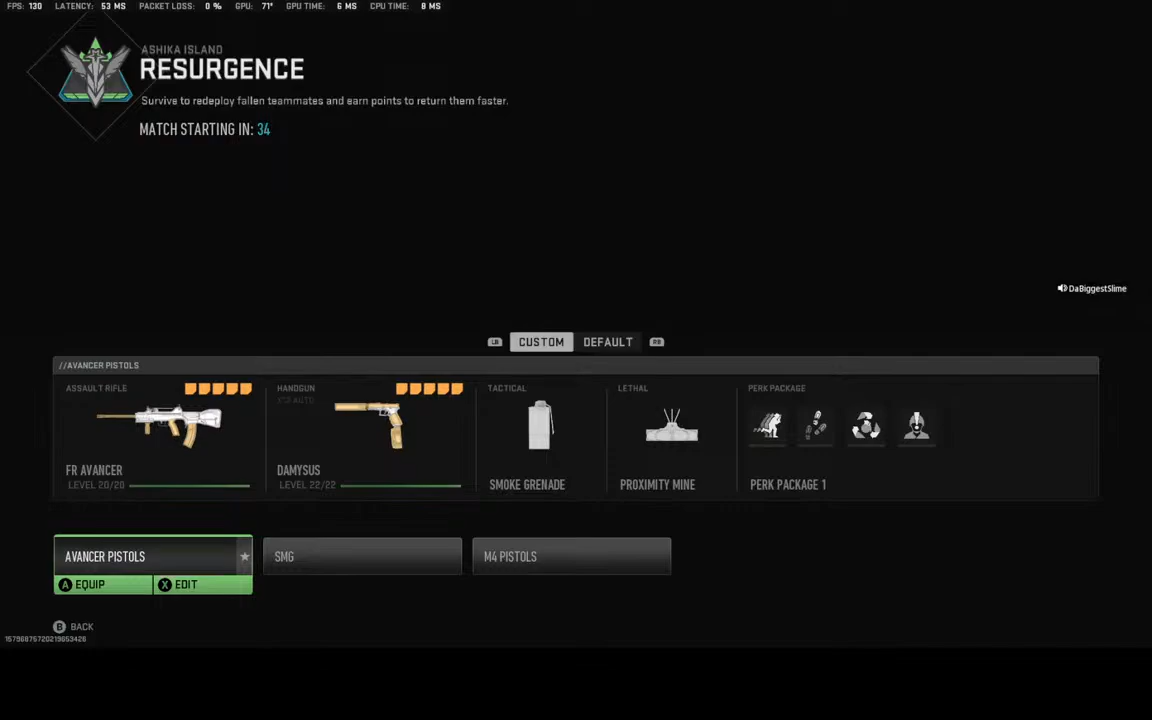 FPS: 130 LATENCY: 53 MS PACKET LOSS: 0 % GPU: 71° GPU TIME: 6 MS CPU TIME: 8 MS
ASHIKA ISLAND
RESURGENCE
Survive to redeploy fallen teammates and earn points to return them faster.
MATCH STARTING IN: 34
DaBiggestSlime
LB CUSTOM DEFAULT RB
//AVANCER PISTOLS
ASSAULT RIFLE HANDGUN TACTICAL LETHAL PERK PACKAGE
AUTO
FR AVANCER DAMYSUS
LEVEL 20/20 LEVEL 22/22 SMOKE GRENADE PROXIMITY MINE PERK PACKAGE 1
AVANCER PISTOLS SMG M4 PISTOLS
A EQUIP X EDIT
B BACK